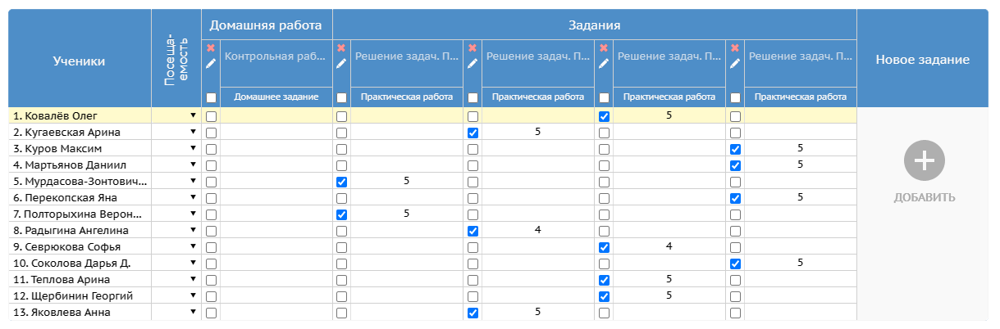 Ученики
Посеща-
емость
Домашняя работа
Задания
Новое задание
Контрольная раб...
Решение задач. П...
Решение задач. П...
Решение задач. П...
Решение задач. П...
Домашнее задание
Практическая работа
Практическая работа
Практическая работа
Практическая работа
1. Ковалёв Олег 5
2. Кугаевская Арина 5
3. Куров Максим 5
4. Мартьянов Даниил 5
5. Мурдасова-Зонтович... 5
6. Перекопская Яна 5
7. Полторыхина Верон... 5
8. Радыгина Ангелина 4
9. Севрюкова Софья 4
10. Соколова Дарья Д. 5
11. Теплова Арина 5
12. Щербинин Георгий 5
13. Яковлева Анна 5
ДОБАВИТЬ